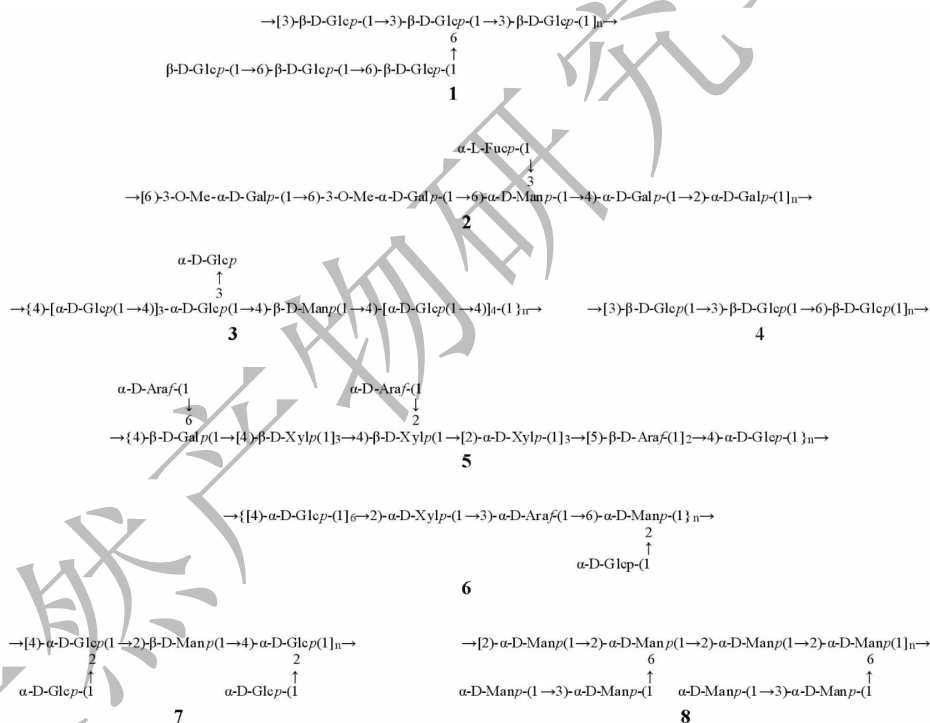 →[3)-β-D-Glcp-(1→3)-β-D-Glcp-(1→3)-β-D-Glcp-(1]n→
6
↑
β-D-Glcp-(1→6)-β-D-Glcp-(1→6)-β-D-Glcp-(1
1
α-L-Fucp-(1
↓
3
→[6)-3-O-Me-α-D-Galp-(1→6)-3-O-Me-α-D-Galp-(1→6)-α-D-Manp-(1→4)-α-D-Galp-(1→2)-α-D-Galp-(1]n→
2
α-D-Glcp
↑
3
→{4)-[α-D-Glcp(1→4)]3-α-D-Glcp(1→4)-β-D-Manp(1→4)-[α-D-Glcp(1→4)]4-(1}n→
3
→[3)β-D-Glcp(1→3)-β-D-Glcp(1→6)-β-D-Glcp(1]n→
4
α-D-Araf-(1 α-D-Araf-(1
↓ ↓
6 2
→{4)-β-D-Galp(1→[4)-β-D-Xylp(1]3→4)-β-D-Xylp(1→[2)-α-D-Xylp-(1]3→[5)-β-D-Araf-(1]2→4)-α-D-Glcp-(1}n→
5
→{[4)-α-D-Glcp-(1]6→2)-α-D-Xylp-(1→3)-α-D-Araf-(1→6)-α-D-Manp-(1}n→
2
↑
α-D-Glcp-(1
6
→[4)-α-D-Glcp(1→2)-β-D-Manp(1→4)-α-D-Glcp(1]n→
2 2
↑ ↑
α-D-Glcp-(1 α-D-Glcp-(1
7
→[2)-α-D-Manp(1→2)-α-D-Manp(1→2)-α-D-Manp(1→2)-α-D-Manp(1]n→
6 6
↑ ↑
α-D-Manp-(1→3)-α-D-Manp-(1 α-D-Manp-(1→3)-α-D-Manp-(1
8
然产物研究